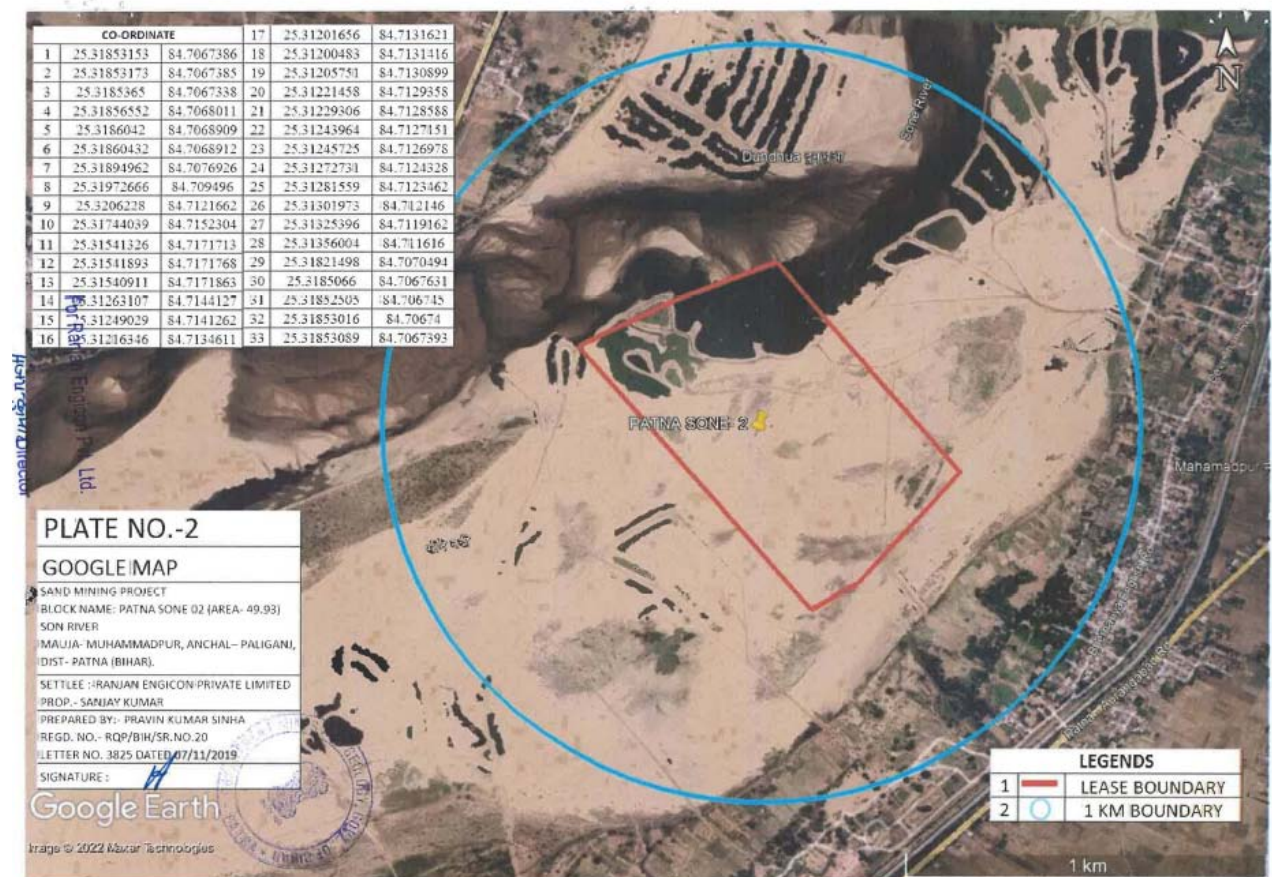 CO-ORDINATE
1 25.31853153 84.7067386
2 25.31853173 84.7067385
3 25.3185365 84.7067338
4 25.31856552 84.7068011
5 25.3186042 84.7068909
6 25.31860432 84.7068912
7 25.31894962 84.7076926
8 25.31972666 84.709496
9 25.3206228 84.7121662
10 25.31744039 84.7152304
11 25.31541326 84.7171713
12 25.31541893 84.7171768
13 25.31540911 84.7171863
14 25.31263107 84.7144127
15 25.31249029 84.7141262
16 25.31216346 84.7134611
17 25.31201656 84.7131621
18 25.31200483 84.7131416
19 25.31205751 84.7130899
20 25.31221458 84.7129358
21 25.31229306 84.7128588
22 25.31243964 84.7127151
23 25.31245725 84.7126978
24 25.31272731 84.7124328
25 25.31281559 84.7123462
26 25.31301973 84.712146
27 25.31325396 84.7119162
28 25.31356004 84.711616
29 25.31821498 84.7070494
30 25.3185066 84.7067631
31 25.31852505 84.706745
32 25.31853016 84.70674
33 25.31853089 84.7067393
N
Sone River
Dundhua
PATNA SONE- 2
Mahamadpur
Patna - Aurangabad Rd
For Ranjan Engicon Pvt. Ltd.
Director
PLATE NO.-2
GOOGLE MAP
SAND MINING PROJECT
BLOCK NAME: PATNA SONE 02 (AREA- 49.93)
SON RIVER
MAUJA- MUHAMMADPUR, ANCHAL– PALIGANJ,
DIST- PATNA (BIHAR).
SETTLEE :-RANJAN ENGICON PRIVATE LIMITED
PROP.- SANJAY KUMAR
PREPARED BY:- PRAVIN KUMAR SINHA
REGD. NO.- RQP/BIH/SR.NO.20
LETTER NO. 3825 DATED 07/11/2019
SIGNATURE :
Google Earth
Image © 2022 Maxar Technologies
LEGENDS
1 LEASE BOUNDARY
2 1 KM BOUNDARY
1 km